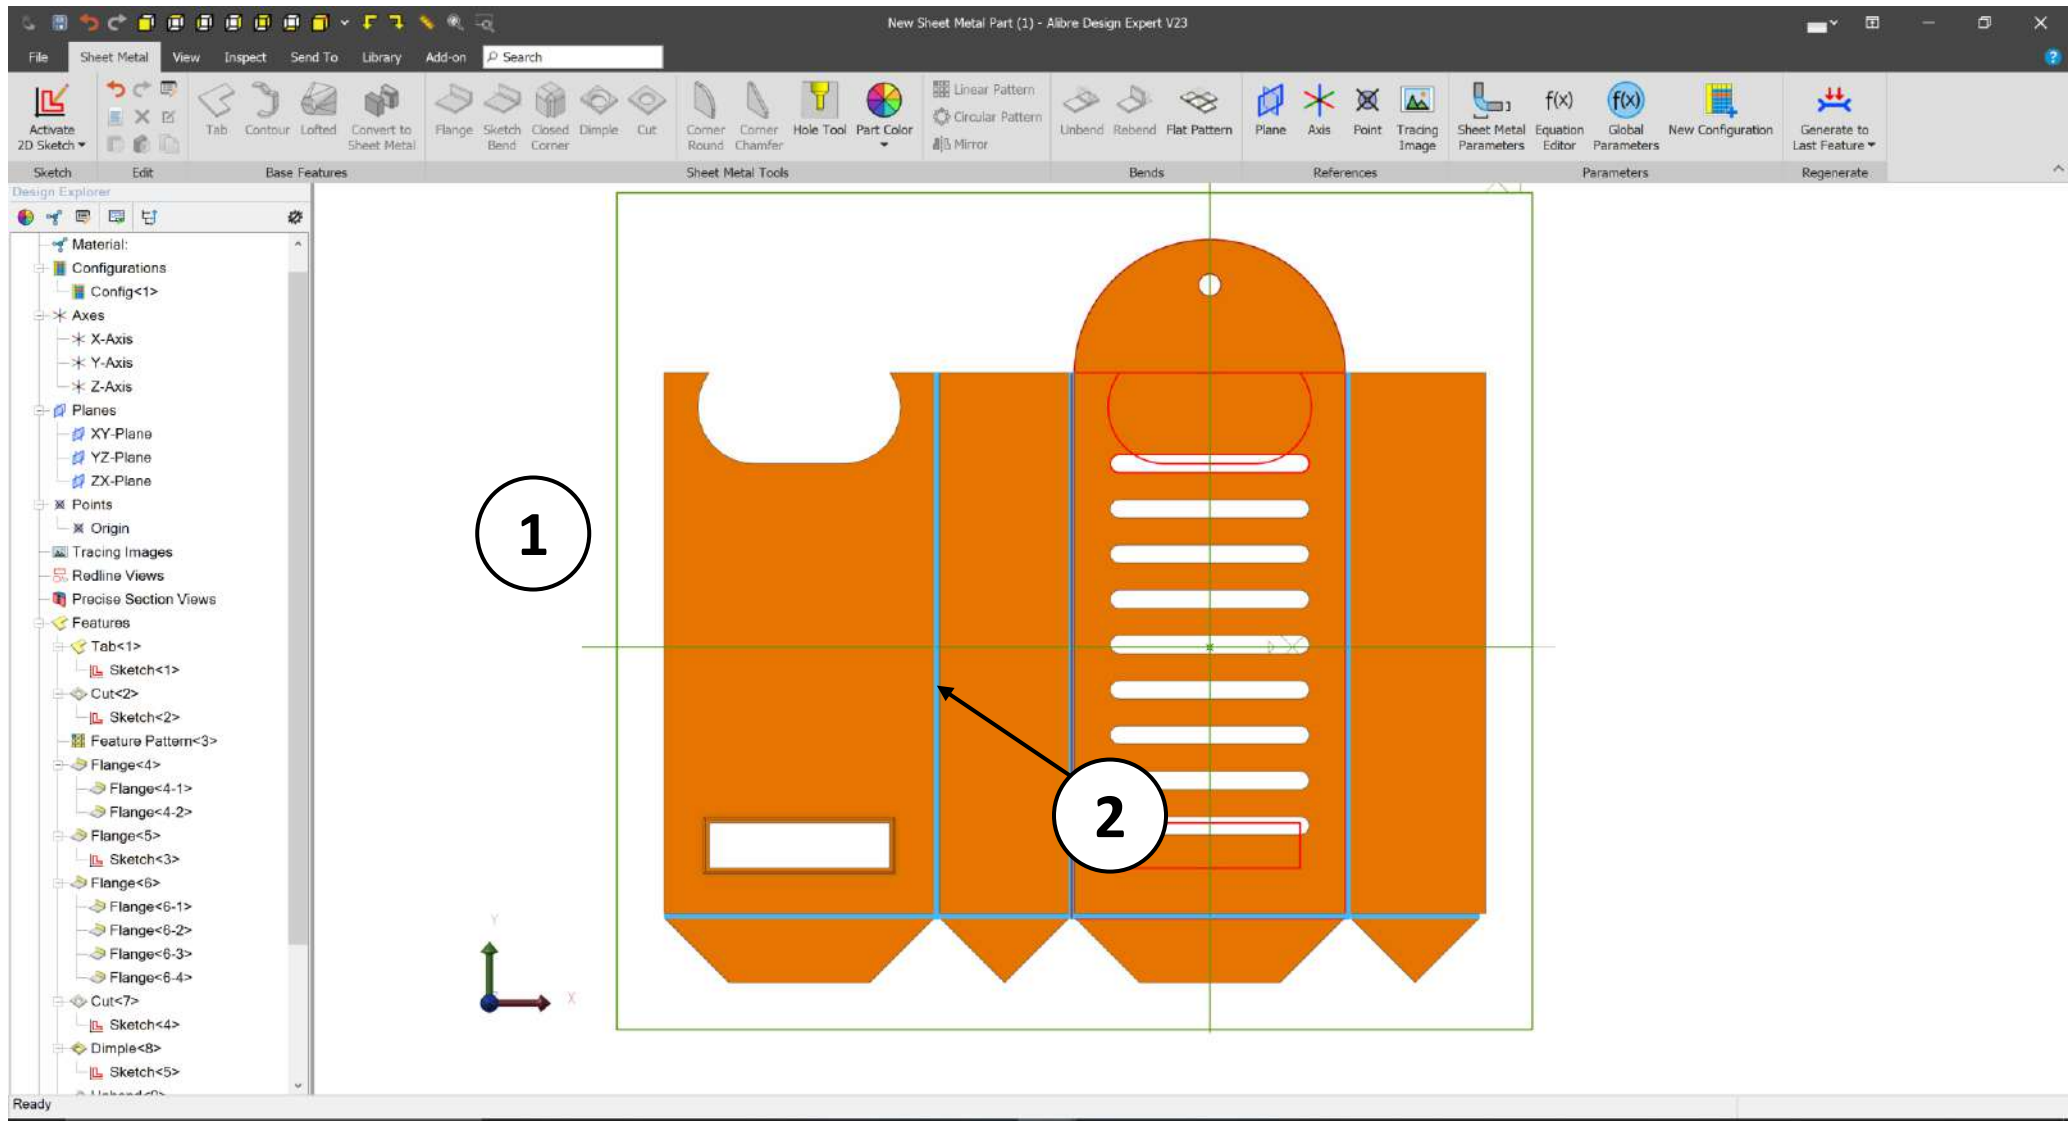 New Sheet Metal Part (1) - Alibre Design Expert V23
File Sheet Metal View Inspect Send To Library Add-on Search
Activate
2D Sketch
Tab Contour Lofted Convert to
Sheet Metal
Flange Sketch
Bend Closed
Corner Dimple Cut Corner
Round Corner
Chamfer Hole Tool Part Color
Linear Pattern
Circular Pattern
Mirror
Unbend Rebend Flat Pattern
Plane Axis Point Tracing
Image
Sheet Metal
Parameters Equation
Editor Global
Parameters New Configuration
Generate to
Last Feature
Sketch Edit Base Features Sheet Metal Tools Bends References Parameters Regenerate
Design Explorer
Material:
Configurations
Config<1>
Axes
X-Axis
Y-Axis
Z-Axis
Planes
XY-Plane
YZ-Plane
ZX-Plane
Points
Origin
Tracing Images
Redline Views
Precise Section Views
Features
Tab<1>
Sketch<1>
Cut<2>
Sketch<2>
Feature Pattern<3>
Flange<4>
Flange<4-1>
Flange<4-2>
Flange<5>
Sketch<3>
Flange<6>
Flange<6-1>
Flange<6-2>
Flange<6-3>
Flange<6-4>
Cut<7>
Sketch<4>
Dimple<8>
Sketch<5>
Ready
1
2
Y
X
f(x)
f(x)